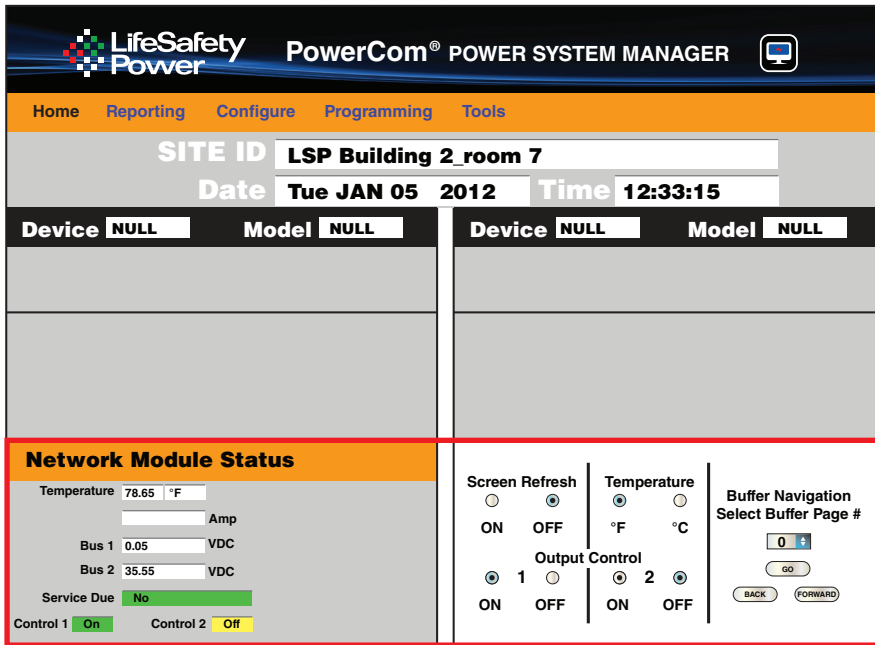 LifeSafety Power
PowerCom® POWER SYSTEM MANAGER
Home Reporting Configure Programming Tools
SITE ID LSP Building 2_room 7
Date Tue JAN 05 2012 Time 12:33:15
Device NULL Model NULL
Device NULL Model NULL
Network Module Status
Temperature 78.65 °F
Amp
Bus 1 0.05 VDC
Bus 2 35.55 VDC
Service Due No
Control 1 On Control 2 Off
Screen Refresh
ON OFF
Temperature
°F °C
Output Control
1 2
ON OFF ON OFF
Buffer Navigation
Select Buffer Page #
0
GO
BACK FORWARD